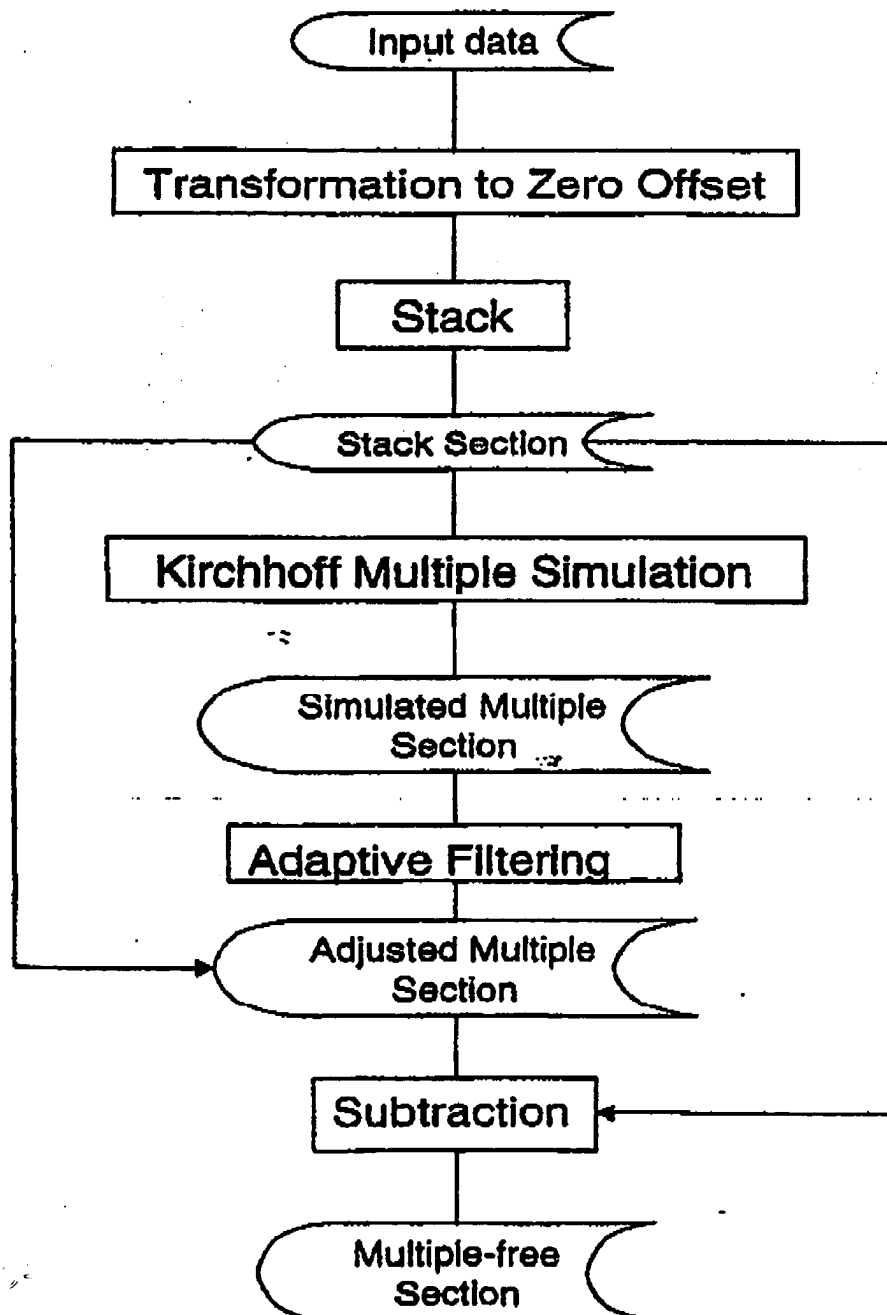 Input data
Transformation to Zero Offset
Stack
Stack Section
Kirchhoff Multiple Simulation
Simulated Multiple
Section
Adaptive Filtering
Adjusted Multiple
Section
Subtraction
Multiple-free
Section